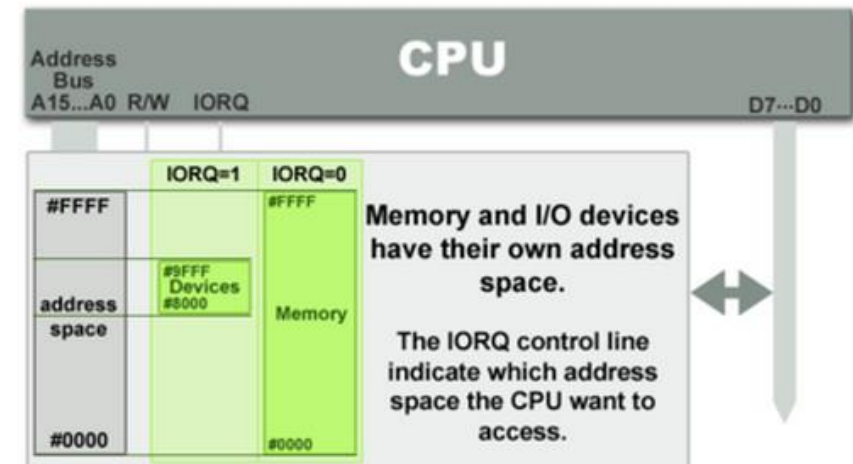 CPU
Address
Bus
A15...A0 R/W IORQ
D7...D0
IORQ=1 IORQ=0
#FFFF
address
space
#0000
#9FFF
Devices
#8000
#FFFF
Memory
#0000
Memory and I/O devices
have their own address
space.
The IORQ control line
indicate which address
space the CPU want to
access.